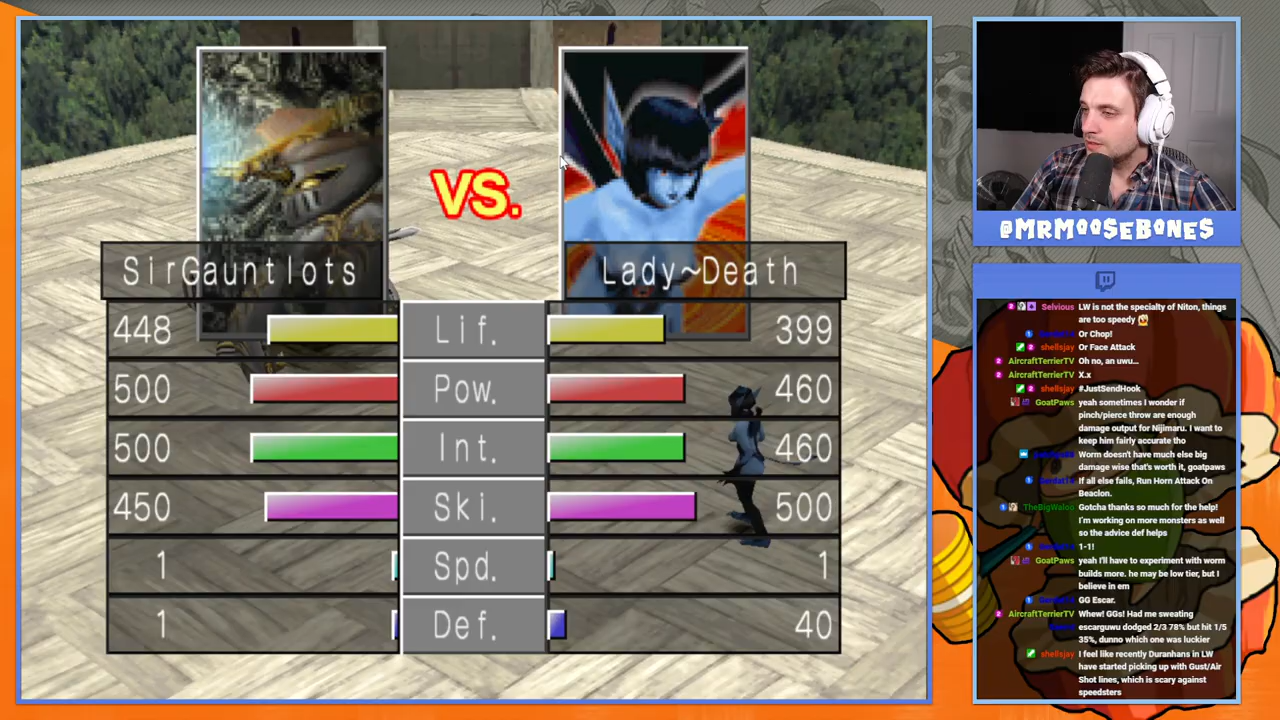 VS.
SirGauntlots
Lady~Death
448 Lif. 399
500 Pow. 460
500 Int. 460
450 Ski. 500
1 Spd. 1
1 Def. 40
@MRMOOSEBONES
Selvious LW is not the specialty of Niton, things
are too speedy
Or Chop!
shellsjay Or Face Attack
AircraftTerrierTV Oh no, an uwu...
AircraftTerrierTV X.x
shellsjay #JustSendHook
GoatPaws yeah sometimes I wonder if
pinch/pierce throw are enough
damage output for Nijimaru. I want to
keep him fairly accurate tho
Worm doesn't have much else big
damage wise that's worth it, goatpaws
If all else fails, Run Horn Attack On
Beaclon.
TheBigWaloo Gotcha thanks so much for the help!
I'm working on more monsters as well
so the advice def helps
1-1!
GoatPaws yeah I'll have to experiment with worm
builds more. he may be low tier, but I
believe in em
GG Escar.
AircraftTerrierTV Whew! GGs! Had me sweating
escarguwu dodged 2/3 78% but hit 1/5
35%, dunno which one was luckier
shellsjay I feel like recently Duranhans in LW
have started picking up with Gust/Air
Shot lines, which is scary against
speedsters